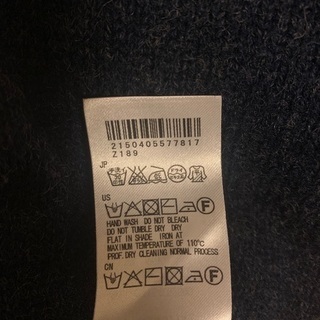 2150405577817
Z189
JP
US
HAND WASH DO NOT BLEACH
DO NOT TUMBLE DRY DRY
FLAT IN SHADE IRON AT
MAXIMUM TEMPERATURE OF 110℃
PROF.DRY CLEANING NORMAL PROCESS
CN